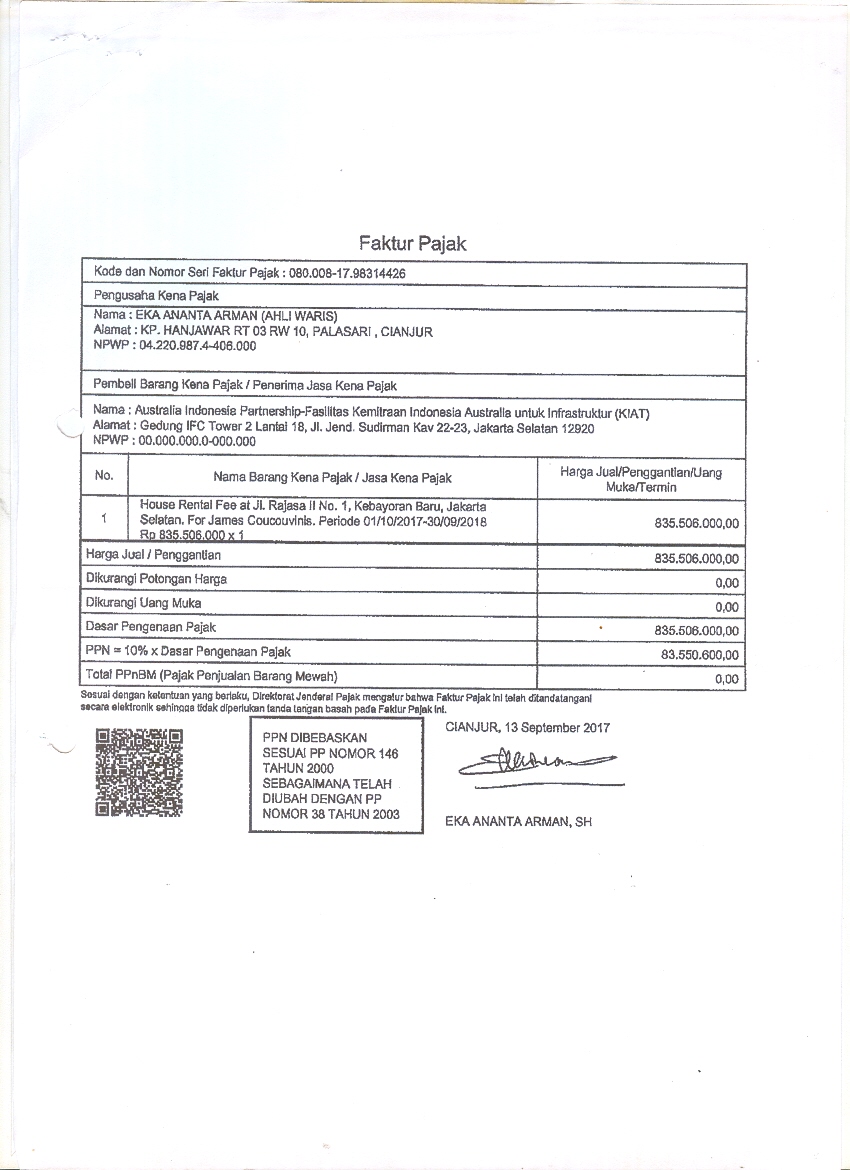 Faktur Pajak
Kode dan Nomor Seri Faktur Pajak : 080.008-17.98314426
Pengusaha Kena Pajak
Nama : EKA ANANTA ARMAN (AHLI WARIS)
Alamat : KP. HANJAWAR RT 03 RW 10, PALASARI , CIANJUR
NPWP : 04.220.987.4-406.000
Pembeli Barang Kena Pajak / Penerima Jasa Kena Pajak
Nama : Australia Indonesia Partnership-Fasilitas Kemitraan Indonesia Australia untuk Infrastruktur (KIAT)
Alamat : Gedung IFC Tower 2 Lantai 18, Jl. Jend. Sudirman Kav 22-23, Jakarta Selatan 12920
NPWP : 00.000.000.0-000.000
No. Nama Barang Kena Pajak / Jasa Kena Pajak Harga Jual/Penggantian/Uang
Muka/Termin
House Rental Fee at Jl. Rajasa II No. 1, Kebayoran Baru, Jakarta
1 Selatan. For James Coucouvinis. Periode 01/10/2017-30/09/2018 835.506.000,00
Rp 835.506.000 x 1
Harga Jual / Penggantian 835.506.000,00
Dikurangi Potongan Harga 0,00
Dikurangi Uang Muka 0,00
Dasar Pengenaan Pajak 835.506.000,00
PPN = 10% x Dasar Pengenaan Pajak 83.550.600,00
Total PPnBM (Pajak Penjualan Barang Mewah) 0,00
Sesuai dengan ketentuan yang berlaku, Direktorat Jenderal Pajak mengatur bahwa Faktur Pajak ini telah ditandatangani
secara elektronik sehingga tidak diperlukan tanda tangan basah pada Faktur Pajak ini.
PPN DIBEBASKAN
SESUAI PP NOMOR 146
TAHUN 2000
SEBAGAIMANA TELAH
DIUBAH DENGAN PP
NOMOR 38 TAHUN 2003
CIANJUR, 13 September 2017
EKA ANANTA ARMAN, SH